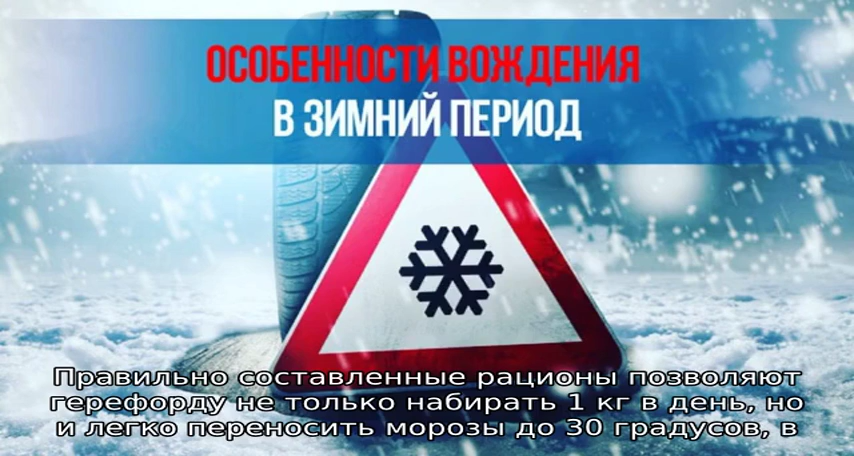 ОСОБЕННОСТИ ВОЖДЕНИЯ
В ЗИМНИЙ ПЕРИОД
Правильно составленные рационы позволяют
герефорду не только набирать 1 кг в день, но
и легко переносить морозы до 30 градусов, в